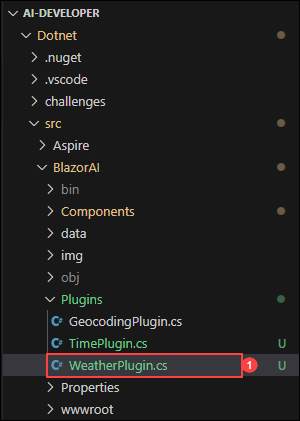 AI-DEVELOPER
Dotnet
.nuget
.vscode
challenges
src
Aspire
BlazorAI
bin
Components
data
img
obj
Plugins
C# GeocodingPlugin.cs
C# TimePlugin.cs U
C# WeatherPlugin.cs 1 U
Properties
wwwroot